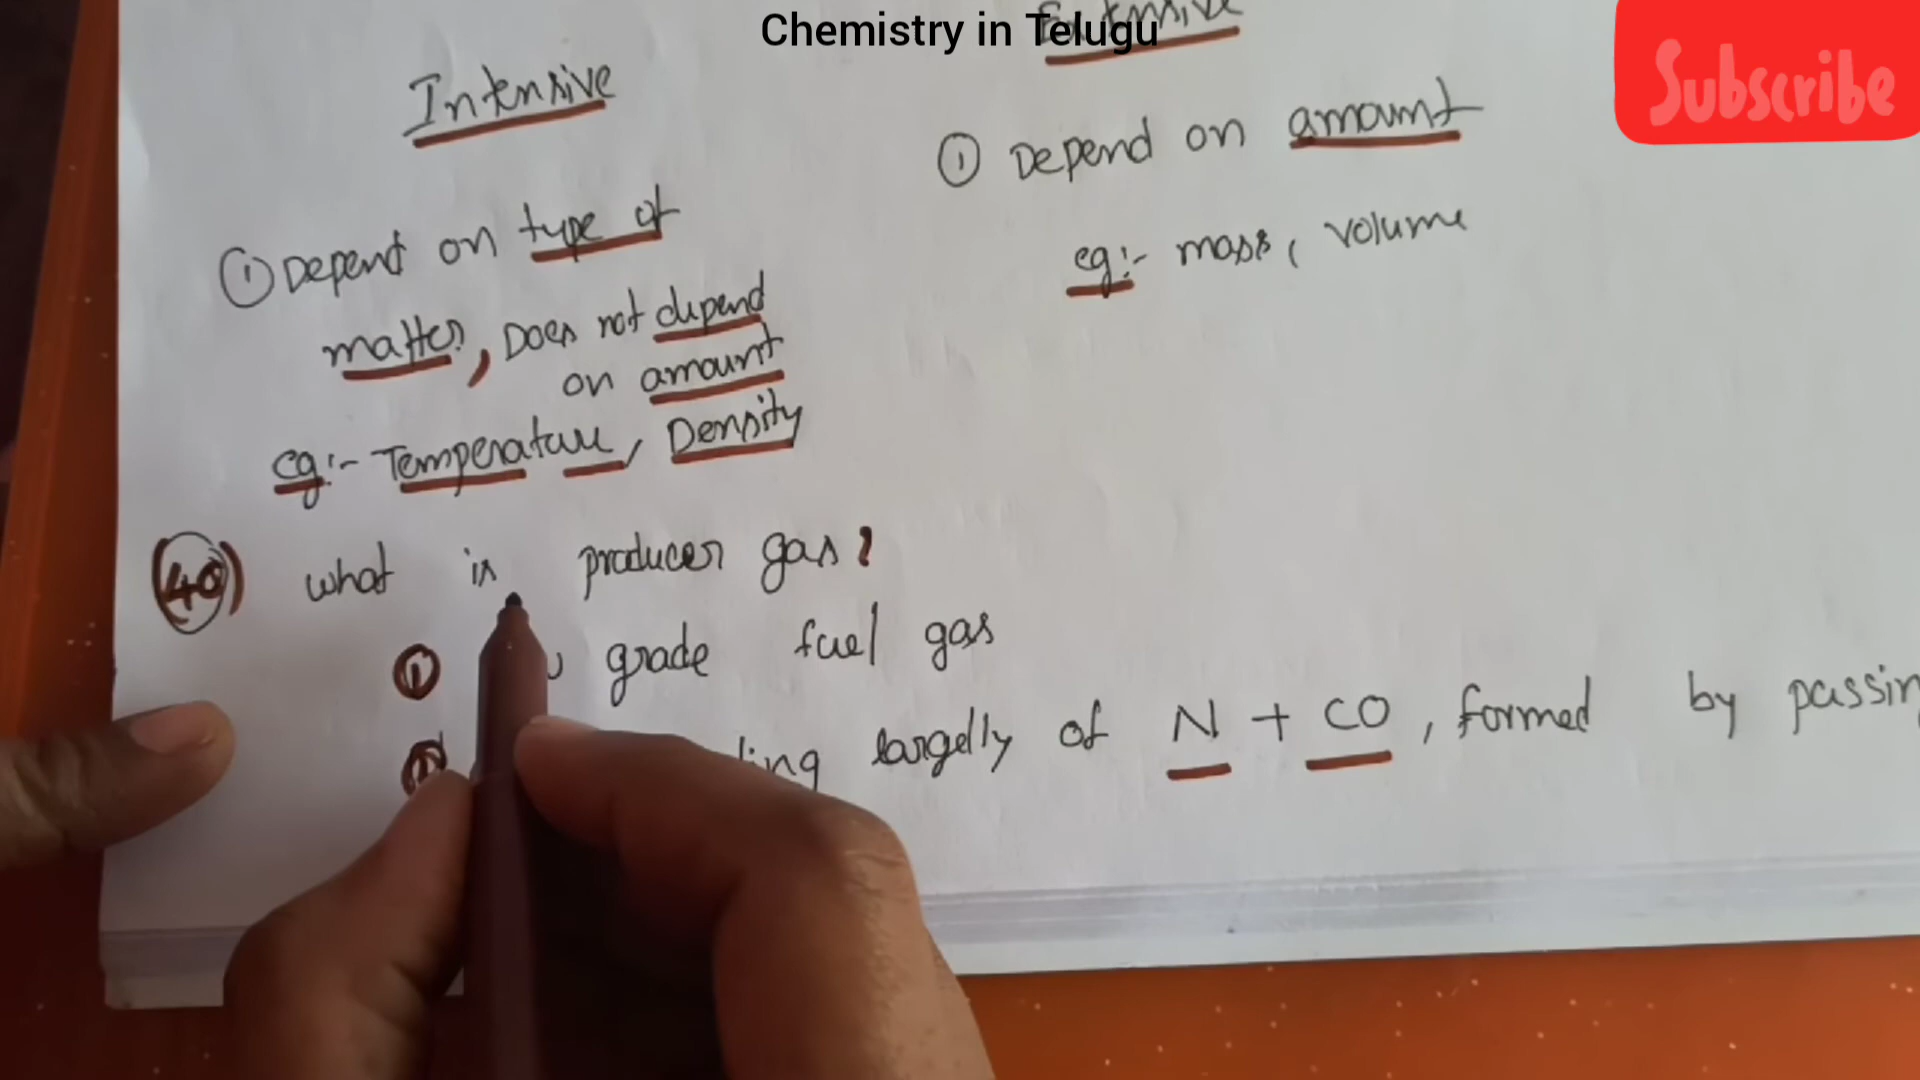 Chemistry in Telugu
Subscribe
Intensive
Extensive
① Depend on type of
matter, Does not depend
on amount
eg:- Temperature, Density
① Depend on amount
eg:- mass, volume
40) what is producer gas?
① grade fuel gas
largelly of N + CO, formed by passin